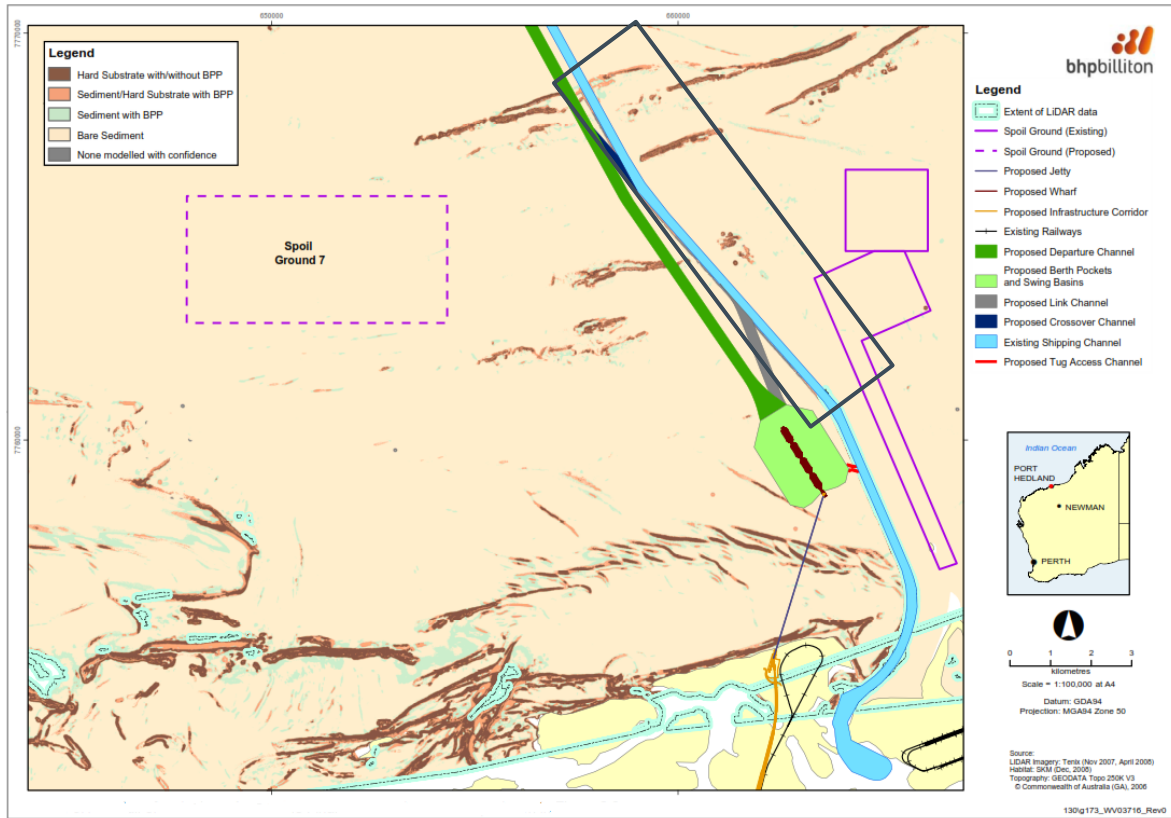 650000
660000
7770000
7760000
Legend
Hard Substrate with/without BPP
Sediment/Hard Substrate with BPP
Sediment with BPP
Bare Sediment
None modelled with confidence
Spoil
Ground 7
bhpbilliton
Legend
Extent of LiDAR data
Spoil Ground (Existing)
Spoil Ground (Proposed)
Proposed Jetty
Proposed Wharf
Proposed Infrastructure Corridor
Existing Railways
Proposed Departure Channel
Proposed Berth Pockets
and Swing Basins
Proposed Link Channel
Proposed Crossover Channel
Existing Shipping Channel
Proposed Tug Access Channel
Indian Ocean
PORT
HEDLAND
NEWMAN
PERTH
0 1 2 3
kilometres
Scale = 1:100,000 at A4
Datum: GDA94
Projection: MGA94 Zone 50
Source:
LiDAR Imagery: Tenix (Nov 2007, April 2008)
Habitat: SKM (Dec, 2008)
Topography: GEODATA Topo 250K V3
© Commonwealth of Australia (GA), 2006
130\g173_WV03716_Rev0